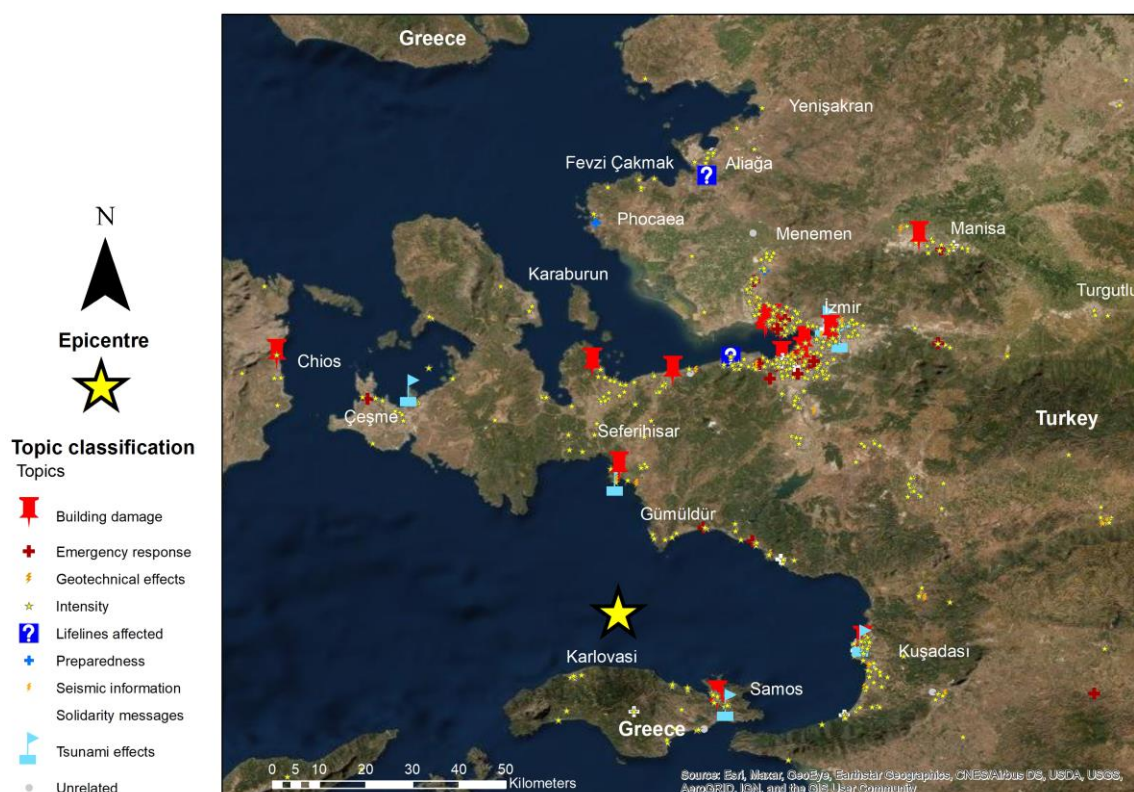 N
Epicentre
Topic classification
Topics
Building damage
Emergency response
Geotechnical effects
Intensity
Lifelines affected
Preparedness
Seismic information
Solidarity messages
Tsunami effects
Unrelated
Greece
Yenişakran
Fevzi Çakmak
Aliağa
?
Phocaea
Menemen
Manisa
Karaburun
Turgutlu
İzmir
Chios
?
Çeşme
Turkey
Seferihisar
Gümüldür
Karlovasi
Kuşadası
Samos
Greece
0 5 10 20 30 40 50
Kilometers
Source: Esri, Maxar, GeoEye, Earthstar Geographics, CNES/Airbus DS, USDA, USGS,
AeroGRID, IGN, and the GIS User Community
?